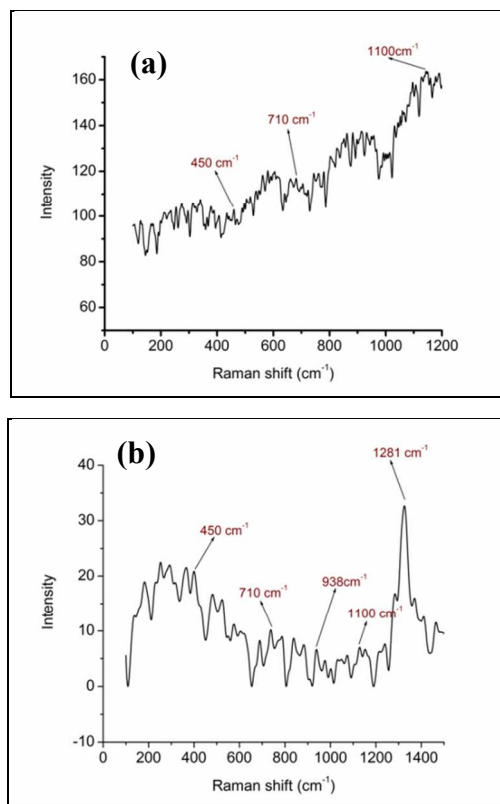 (a)
1100cm⁻¹
710 cm⁻¹
450 cm⁻¹
160
140
120
100
80
60
Intensity
0 200 400 600 800 1000 1200
Raman shift (cm⁻¹)
(b)
1281 cm⁻¹
450 cm⁻¹
710 cm⁻¹
938cm⁻¹
1100 cm⁻¹
40
30
20
10
0
-10
Intensity
0 200 400 600 800 1000 1200 1400
Raman shift (cm⁻¹)